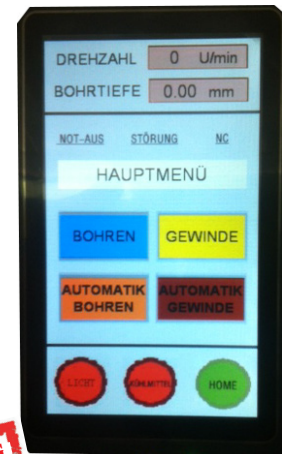 DREHZAHL 0 U/min
BOHRTIEFE 0.00 mm
NOT-AUS STÖRUNG NC
HAUPTMENÜ
BOHREN GEWINDE
AUTOMATIK BOHREN AUTOMATIK GEWINDE
LICHT KÜHLMITTEL HOME